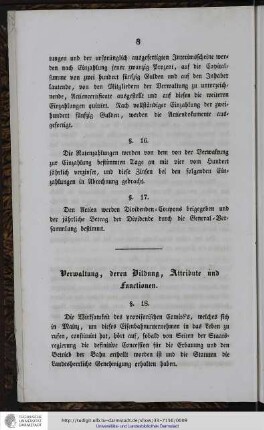 8
dungen und der ursprünglich ausgefertigten Interimsscheine wer-
den nach Einzahlung jener zwanzig Prozent, auf die Capital-
summe von zwei hundert fünfzig Gulden und auf den Inhaber
lautende, von den Mitgliedern der Verwaltung zu unterzeich-
nende, Actiencertificate ausgestellt und auf diesen die weiteren
Einzahlungen quittirt. Nach vollständiger Einzahlung der zwei-
hundert fünfzig Gulden, werden die Actiendokumente aus-
gefertigt.
§. 16.
Die Ratenzahlungen werden von dem von der Verwaltung
zur Einzahlung bestimmten Tage an mit vier vom Hundert
jährlich verzinset, und diese Zinsen bei den folgenden Ein-
zahlungen in Abrechnung gebracht.
§. 17.
Den Actien werden Dividenden-Coupons beigegeben und
der jährliche Betrag der Dividende durch die General-Ver-
sammlung bestimmt.
Verwaltung, deren Bildung, Attribute und
Functionen.
§. 18.
Die Wirksamkeit des provisorischen Comité's, welches sich
in Mainz, um dieses Eisenbahnunternehmen in das Leben zu
rufen, constituirt hat, hört auf, sobald von Seiten der Staats-
regierung die definitive Concession für die Erbauung und den
Betrieb der Bahn ertheilt worden ist und die Statuten die
Landesherrliche Genehmigung erhalten haben.
Universitäts- und Landesbibliothek Darmstadt